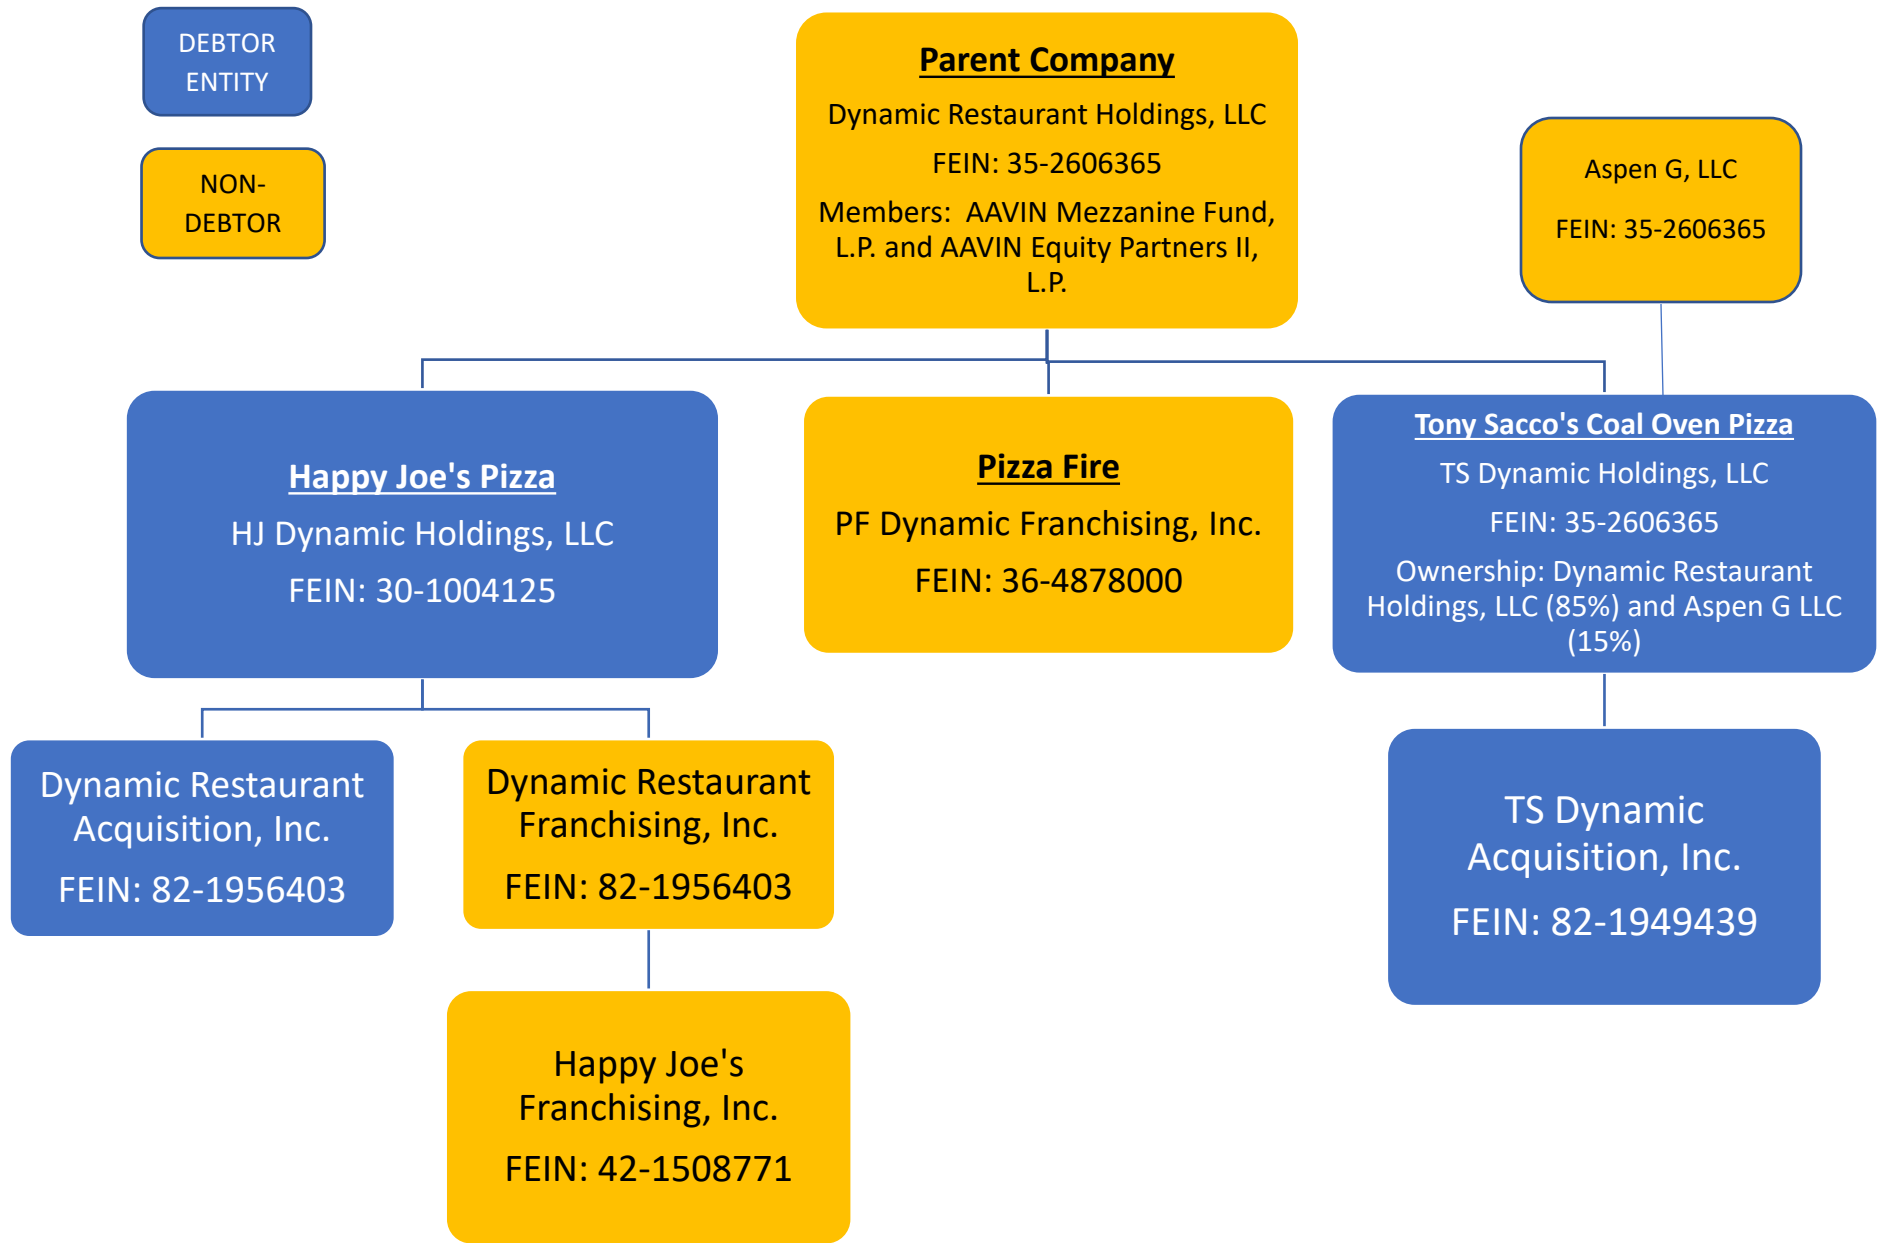 DEBTOR
ENTITY
NON-
DEBTOR
Parent Company
Dynamic Restaurant Holdings, LLC
FEIN: 35-2606365
Members:  AAVIN Mezzanine Fund,
L.P. and AAVIN Equity Partners II,
L.P.
Aspen G, LLC
FEIN: 35-2606365
Happy Joe's Pizza
HJ Dynamic Holdings, LLC
FEIN: 30-1004125
Pizza Fire
PF Dynamic Franchising, Inc.
FEIN: 36-4878000
Tony Sacco's Coal Oven Pizza
TS Dynamic Holdings, LLC
FEIN: 35-2606365
Ownership: Dynamic Restaurant
Holdings, LLC (85%) and Aspen G LLC
(15%)
Dynamic Restaurant
Acquisition, Inc.
FEIN: 82-1956403
Dynamic Restaurant
Franchising, Inc.
FEIN: 82-1956403
TS Dynamic
Acquisition, Inc.
FEIN: 82-1949439
Happy Joe's
Franchising, Inc.
FEIN: 42-1508771